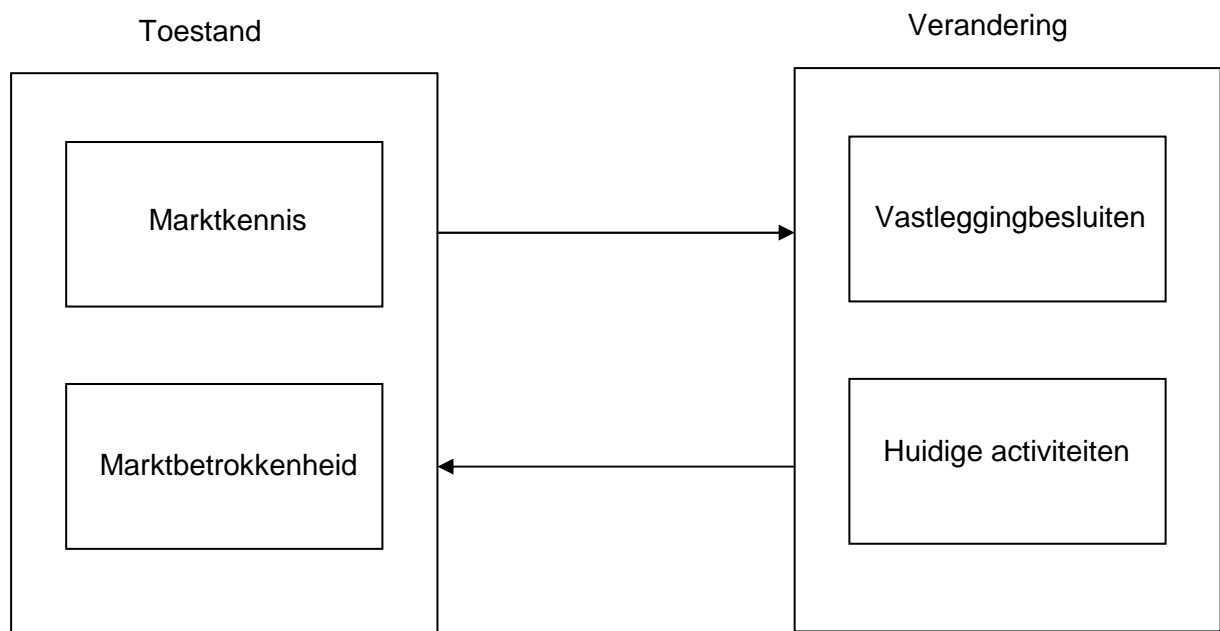 Toestand
Verandering
Marktkennis
Vastleggingbesluiten
Marktbetrokkenheid
Huidige activiteiten